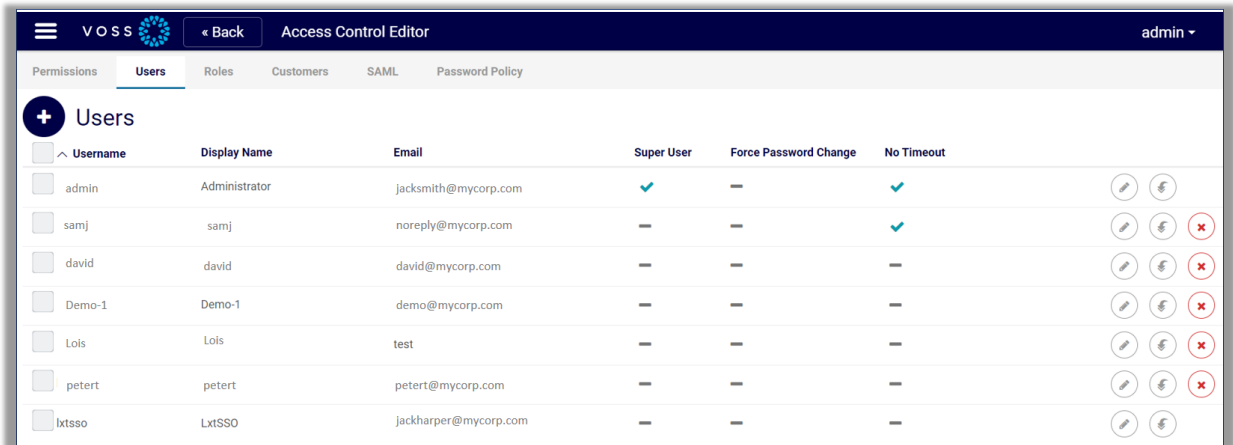 VOSS « Back Access Control Editor admin
Permissions Users Roles Customers SAML Password Policy
+ Users
Username Display Name Email Super User Force Password Change No Timeout
admin Administrator jacksmith@mycorp.com
samj samj noreply@mycorp.com
david david david@mycorp.com
Demo-1 Demo-1 demo@mycorp.com
Lois Lois test
petert petert petert@mycorp.com
lxtsso LxtSSO jackharper@mycorp.com